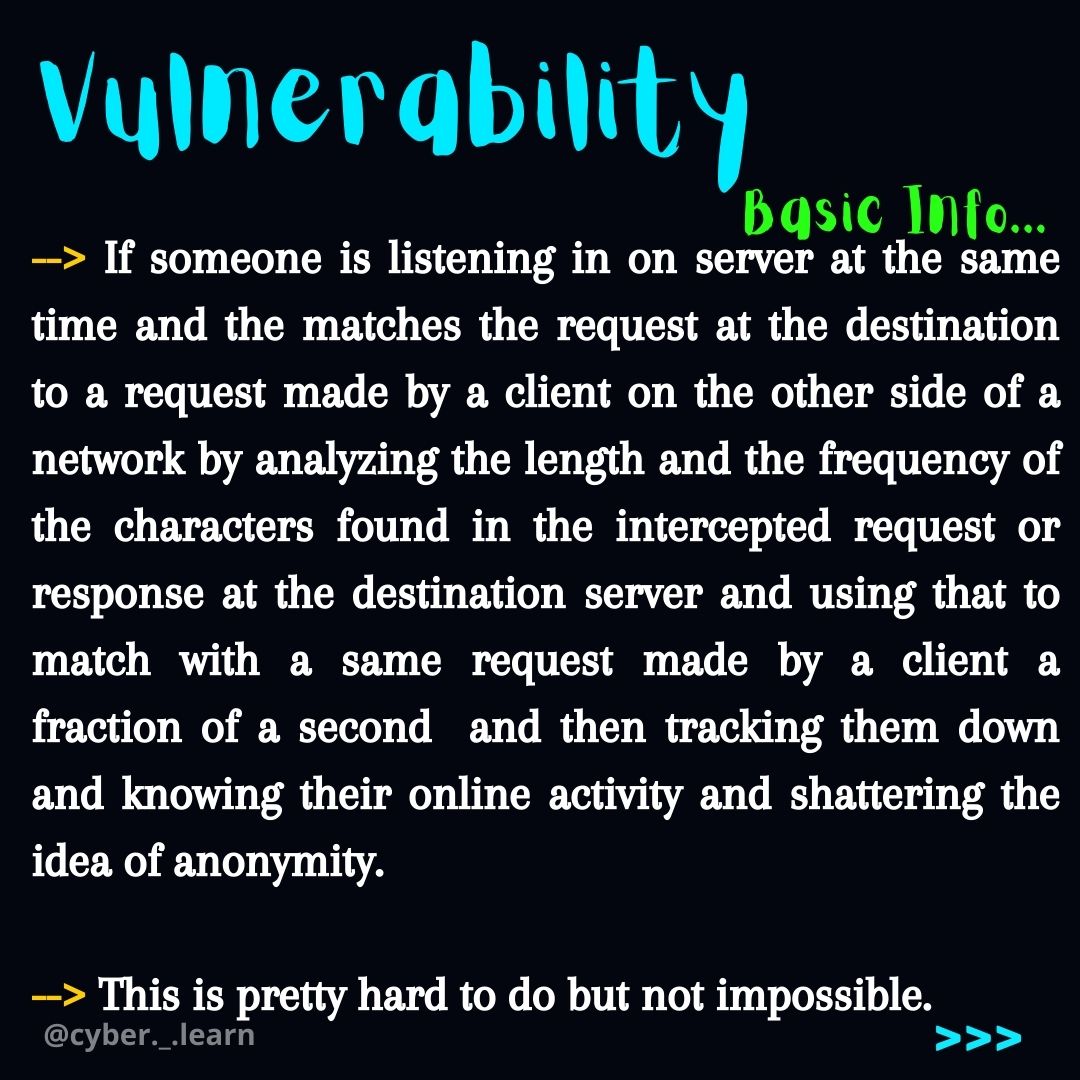 Vulnerability
Basic Info...
--> If someone is listening in on server at the same
time and the matches the request at the destination
to a request made by a client on the other side of a
network by analyzing the length and the frequency of
the characters found in the intercepted request or
response at the destination server and using that to
match with a same request made by a client a
fraction of a second  and then tracking them down
and knowing their online activity and shattering the
idea of anonymity.
--> This is pretty hard to do but not impossible.
@cyber._.learn
>>>